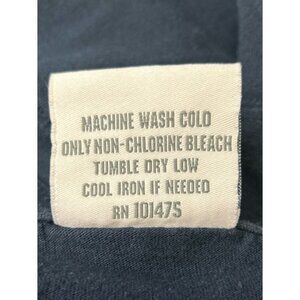 MACHINE WASH COLD
ONLY NON-CHLORINE BLEACH
TUMBLE DRY LOW
COOL IRON IF NEEDED
RN 101475